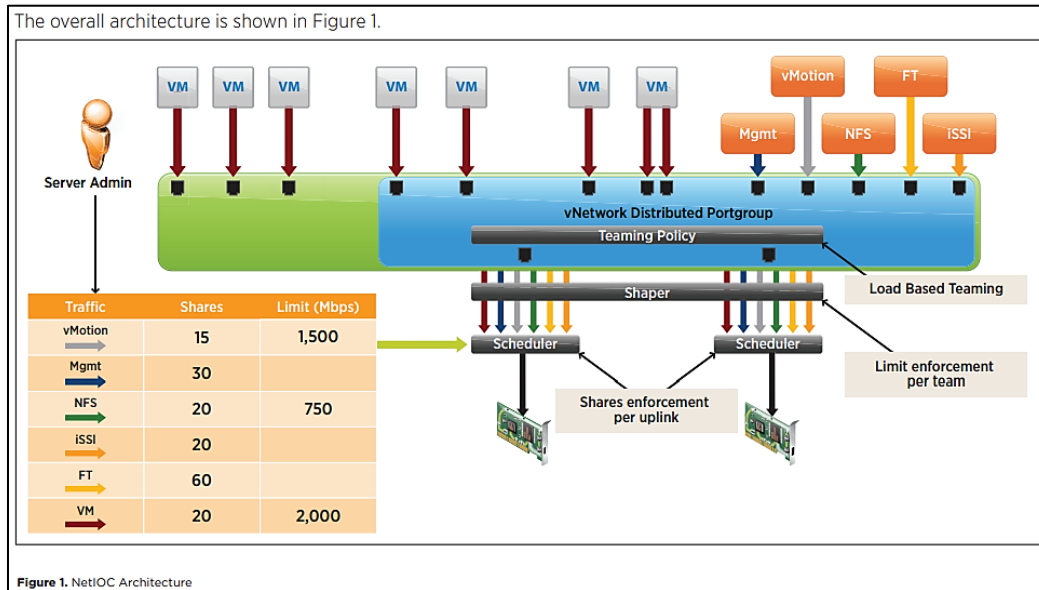 The overall architecture is shown in Figure 1.
VM VM VM VM VM VM VM
vMotion FT
Mgmt NFS iSSI
Server Admin
vNetwork Distributed Portgroup
Teaming Policy
Load Based Teaming
Shaper
Scheduler Scheduler
Limit enforcement
per team
Shares enforcement
per uplink
Traffic Shares Limit (Mbps)
vMotion 15 1,500
Mgmt 30
NFS 20 750
iSSI 20
FT 60
VM 20 2,000
Figure 1. NetIOC Architecture